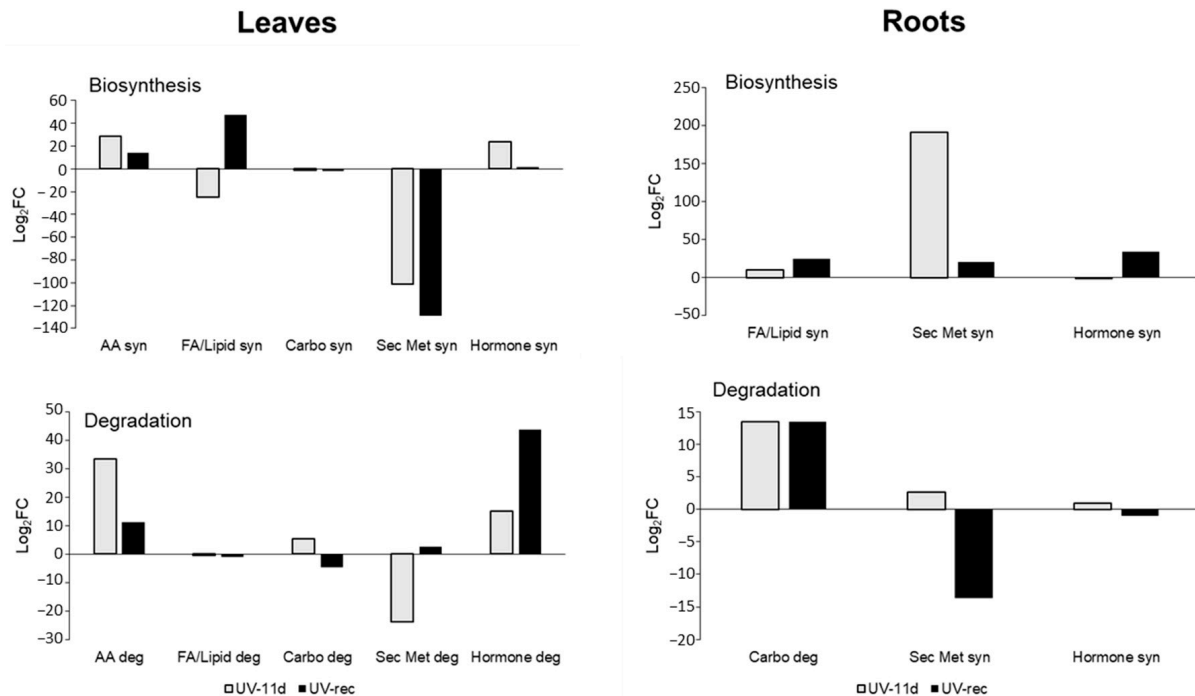 Leaves
Biosynthesis
Log₂FC
60
40
20
0
−20
−40
−60
−80
−100
−120
−140
AA syn FA/Lipid syn Carbo syn Sec Met syn Hormone syn
Degradation
Log₂FC
50
40
30
20
10
0
−10
−20
−30
AA deg FA/Lipid deg Carbo deg Sec Met deg Hormone deg
UV-11d UV-rec
Roots
Biosynthesis
Log₂FC
250
200
150
100
50
0
−50
FA/Lipid syn Sec Met syn Hormone syn
Degradation
Log₂FC
15
10
5
0
−5
−10
−15
−20
Carbo deg Sec Met syn Hormone syn